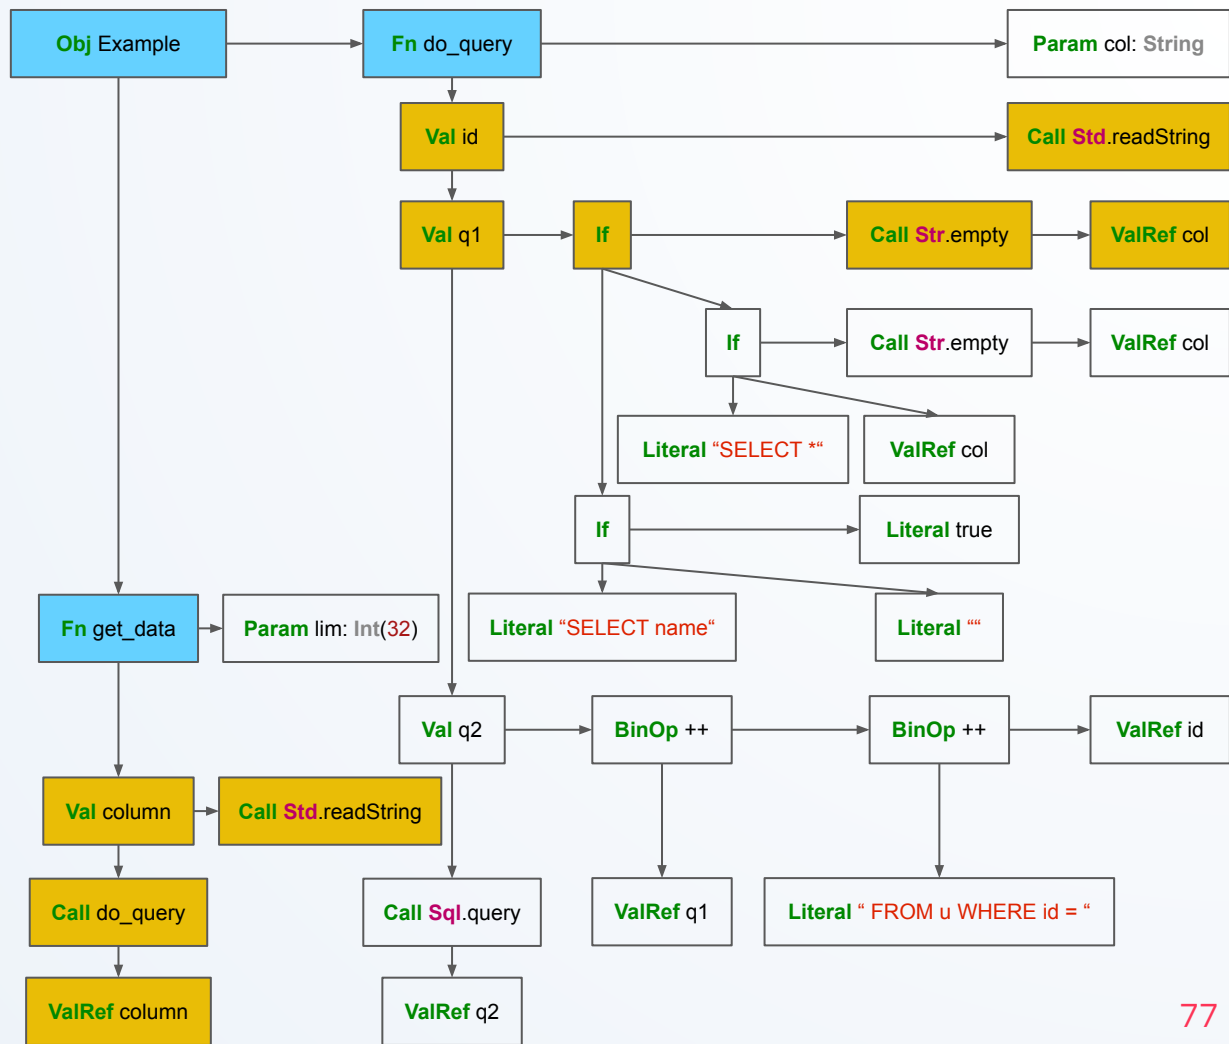 Obj Example
Fn do_query
Param col: String
Val id
Call Std.readString
Val q1
If
Call Str.empty
ValRef col
If
Call Str.empty
ValRef col
Literal “SELECT *“
ValRef col
If
Literal true
Fn get_data
Param lim: Int(32)
Literal “SELECT name“
Literal ““
Val q2
BinOp ++
BinOp ++
ValRef id
Val column
Call Std.readString
Call do_query
Call Sql.query
ValRef q1
Literal “ FROM u WHERE id = “
ValRef column
ValRef q2
77